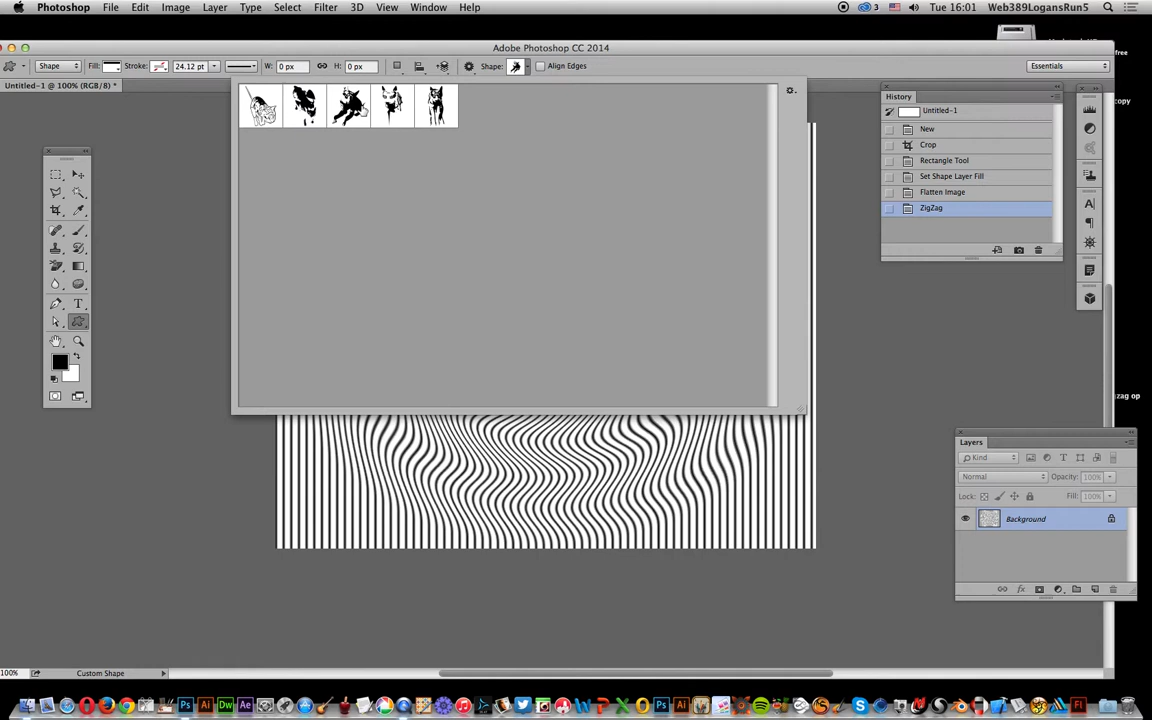 Photoshop File Edit Image Layer Type Select Filter 3D View Window Help 3 Tue 16:01 Web389LogansRun5
Adobe Photoshop CC 2014
free
Shape Fill: Stroke: 24.12 pt W: 0 px H: 0 px Shape: Align Edges Essentials
Untitled-1 @ 100% (RGB/8) *
History
copy
Untitled-1
New
Crop
Rectangle Tool
Set Shape Layer Fill
Flatten Image
ZigZag
zag op
Layers
Kind
Normal Opacity: 100%
Lock: Fill: 100%
Background
100% Custom Shape